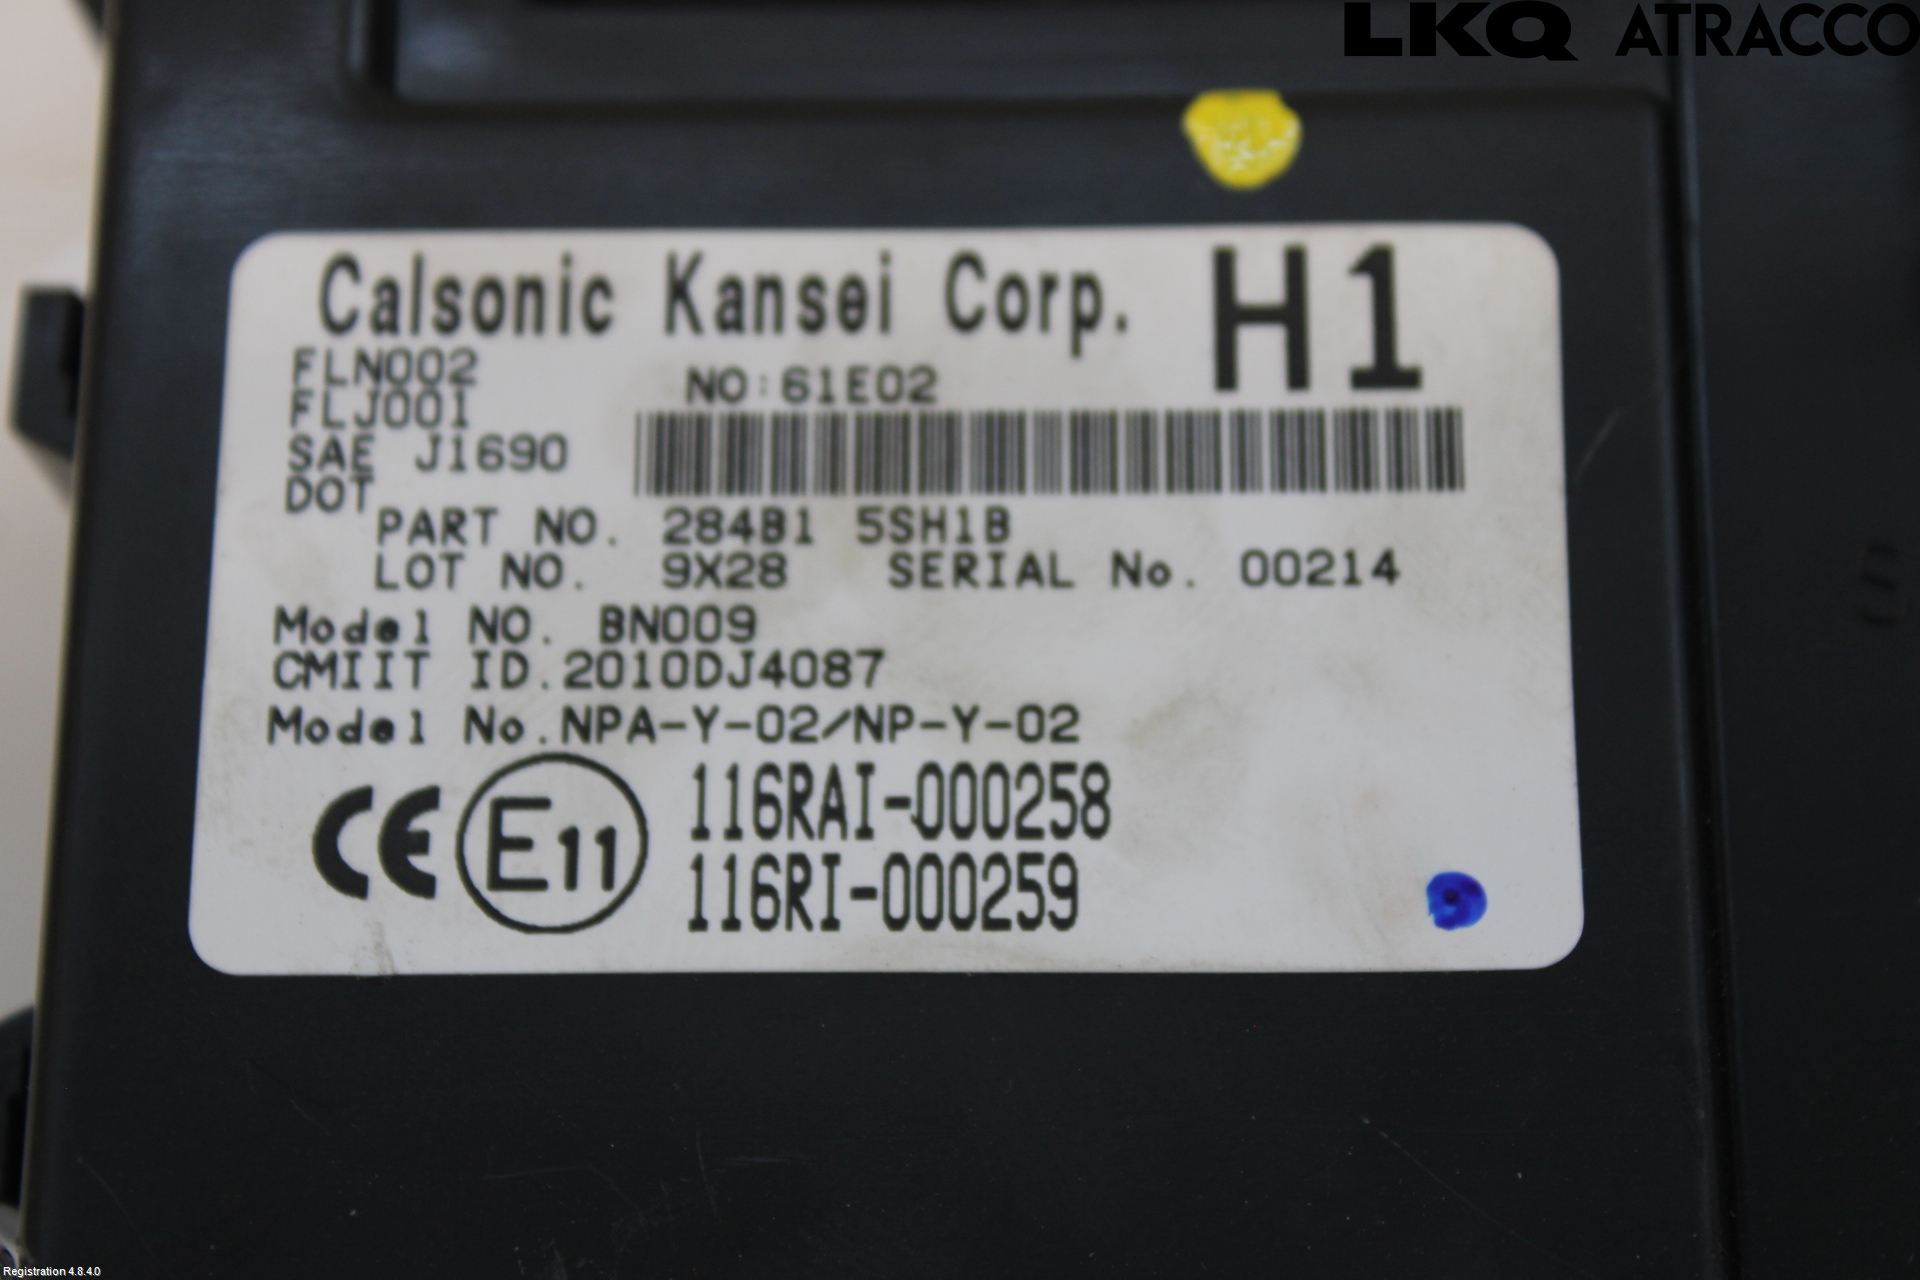 LKQ ATRACCO
Calsonic Kansei Corp. H1
FLN002
FLJ001
NO:61E02
SAE J1690
DOT
PART NO. 284B1 5SH1B
LOT NO. 9X28 SERIAL No. 00214
Model NO. BN009
CMIIT ID.2010DJ4087
Model No.NPA-Y-02/NP-Y-02
CE E11 116RAI-000258
116RI-000259
Registration 4.8.4.0